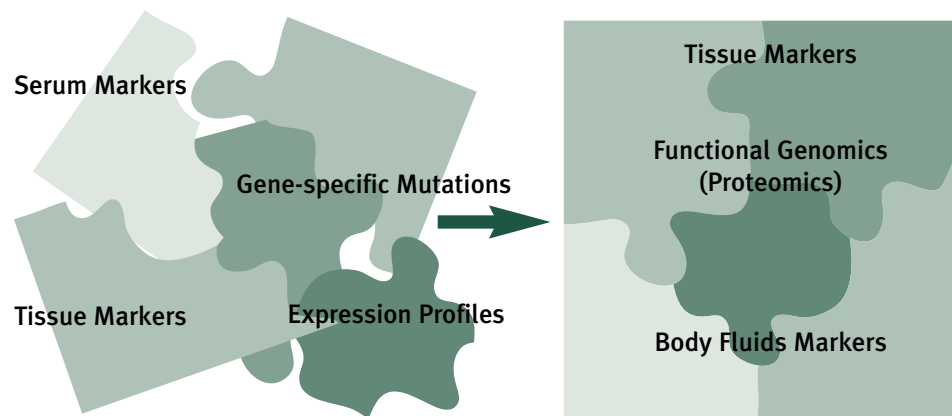 Serum Markers
Gene-specific Mutations
Tissue Markers
Expression Profiles
Tissue Markers
Functional Genomics
(Proteomics)
Body Fluids Markers